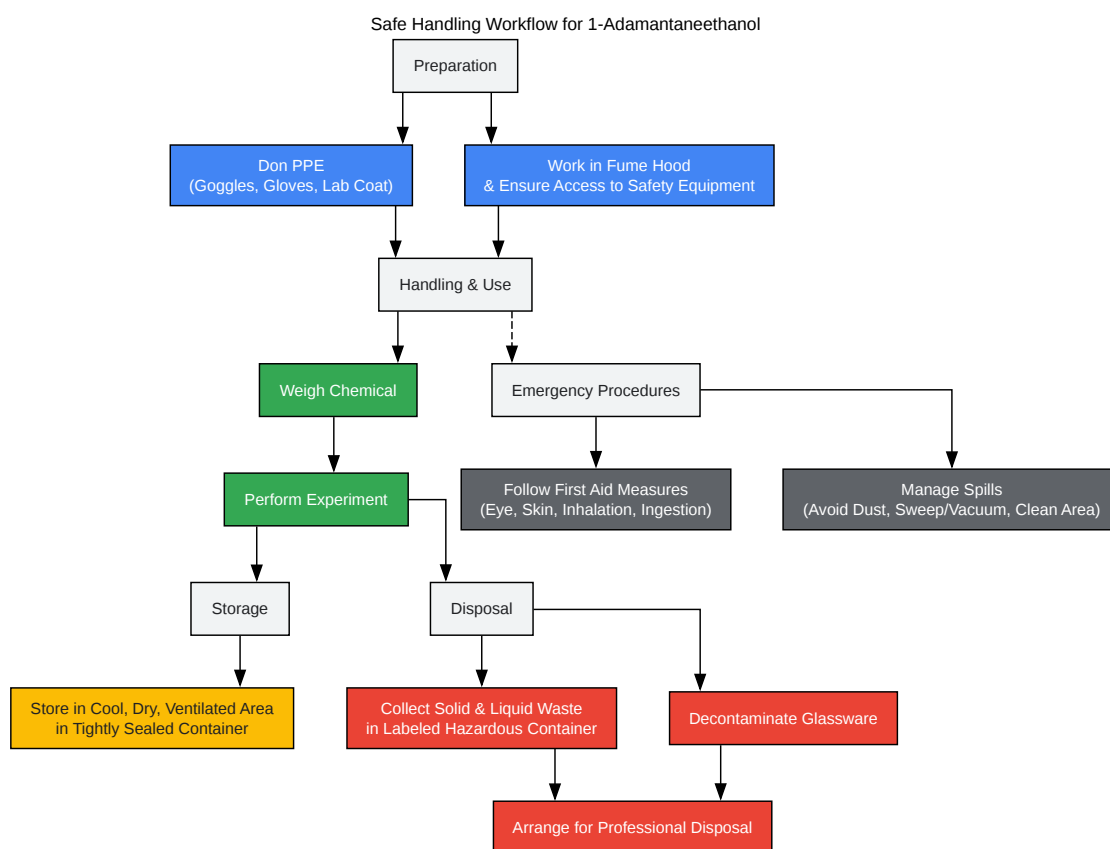 Safe Handling Workflow for 1-Adamantaneethanol
Preparation
Don PPE
(Goggles, Gloves, Lab Coat)
Work in Fume Hood
& Ensure Access to Safety Equipment
Handling & Use
Weigh Chemical
Emergency Procedures
Perform Experiment
Follow First Aid Measures
(Eye, Skin, Inhalation, Ingestion)
Manage Spills
(Avoid Dust, Sweep/Vacuum, Clean Area)
Storage
Disposal
Store in Cool, Dry, Ventilated Area
in Tightly Sealed Container
Collect Solid & Liquid Waste
in Labeled Hazardous Container
Decontaminate Glassware
Arrange for Professional Disposal